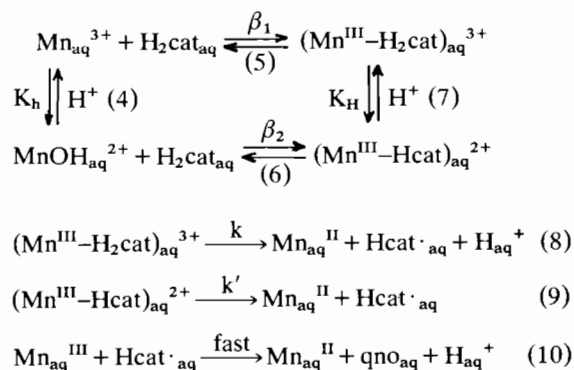 Mn_aq^3+ + H₂cat_aq ⇌ β₁ (5) (Mn^III–H₂cat)_aq^3+
K_h ⇅ H⁺ (4) K_H ⇅ H⁺ (7)
MnOH_aq^2+ + H₂cat_aq ⇌ β₂ (6) (Mn^III–Hcat)_aq^2+
(Mn^III–H₂cat)_aq^3+ —k→ Mn_aq^II + Hcat·_aq + H_aq^+ (8)
(Mn^III–Hcat)_aq^2+ —k'→ Mn_aq^II + Hcat·_aq (9)
Mn_aq^III + Hcat·_aq —fast→ Mn_aq^II + qno_aq + H_aq^+ (10)